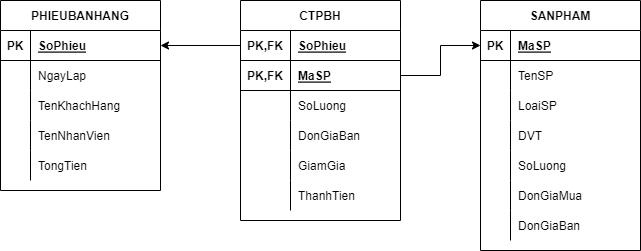 PHIEUBANHANG
PK SoPhieu
NgayLap
TenKhachHang
TenNhanVien
TongTien
CTPBH
PK,FK SoPhieu
PK,FK MaSP
SoLuong
DonGiaBan
GiamGia
ThanhTien
SANPHAM
PK MaSP
TenSP
LoaiSP
DVT
SoLuong
DonGiaMua
DonGiaBan